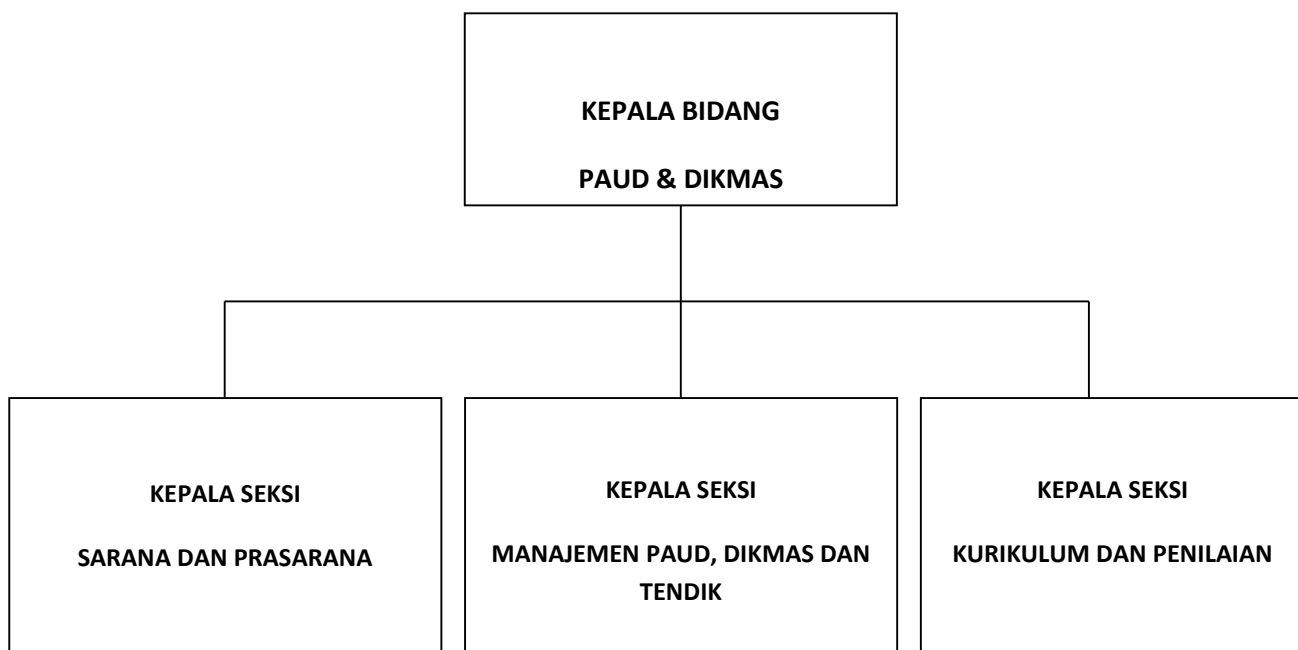 KEPALA BIDANG
PAUD & DIKMAS
KEPALA SEKSI
SARANA DAN PRASARANA
KEPALA SEKSI
MANAJEMEN PAUD, DIKMAS DAN
TENDIK
KEPALA SEKSI
KURIKULUM DAN PENILAIAN